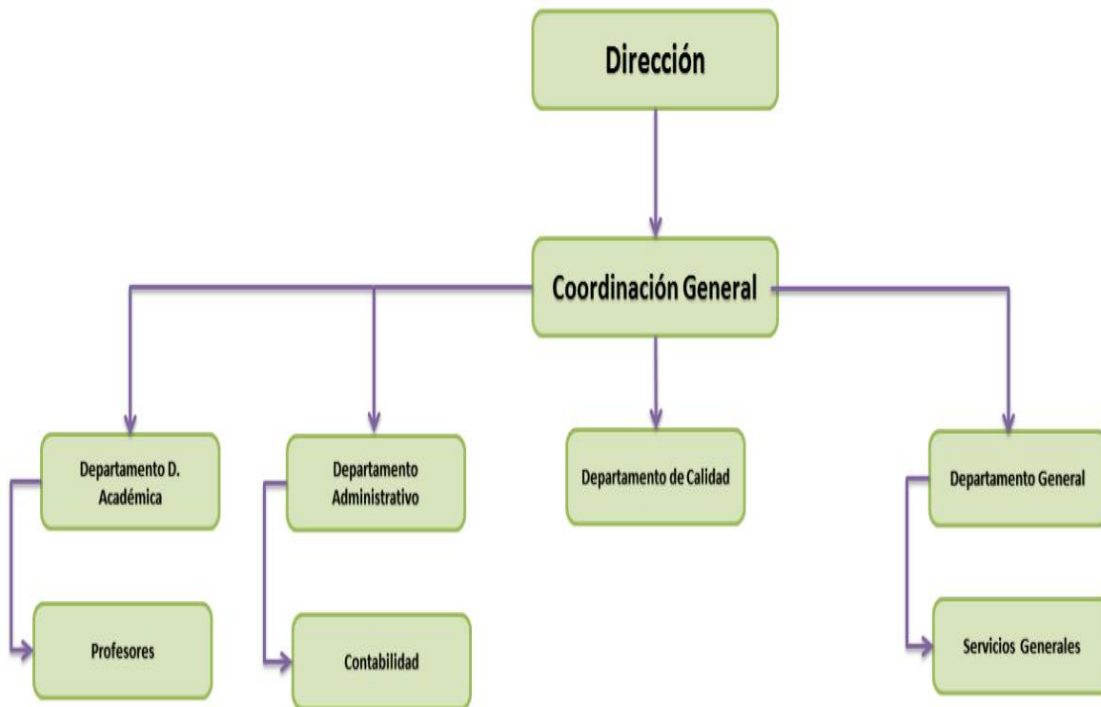 Dirección
Coordinación General
Departamento D.
Académica
Departamento
Administrativo
Departamento de Calidad
Departamento General
Profesores
Contabilidad
Servicios Generales